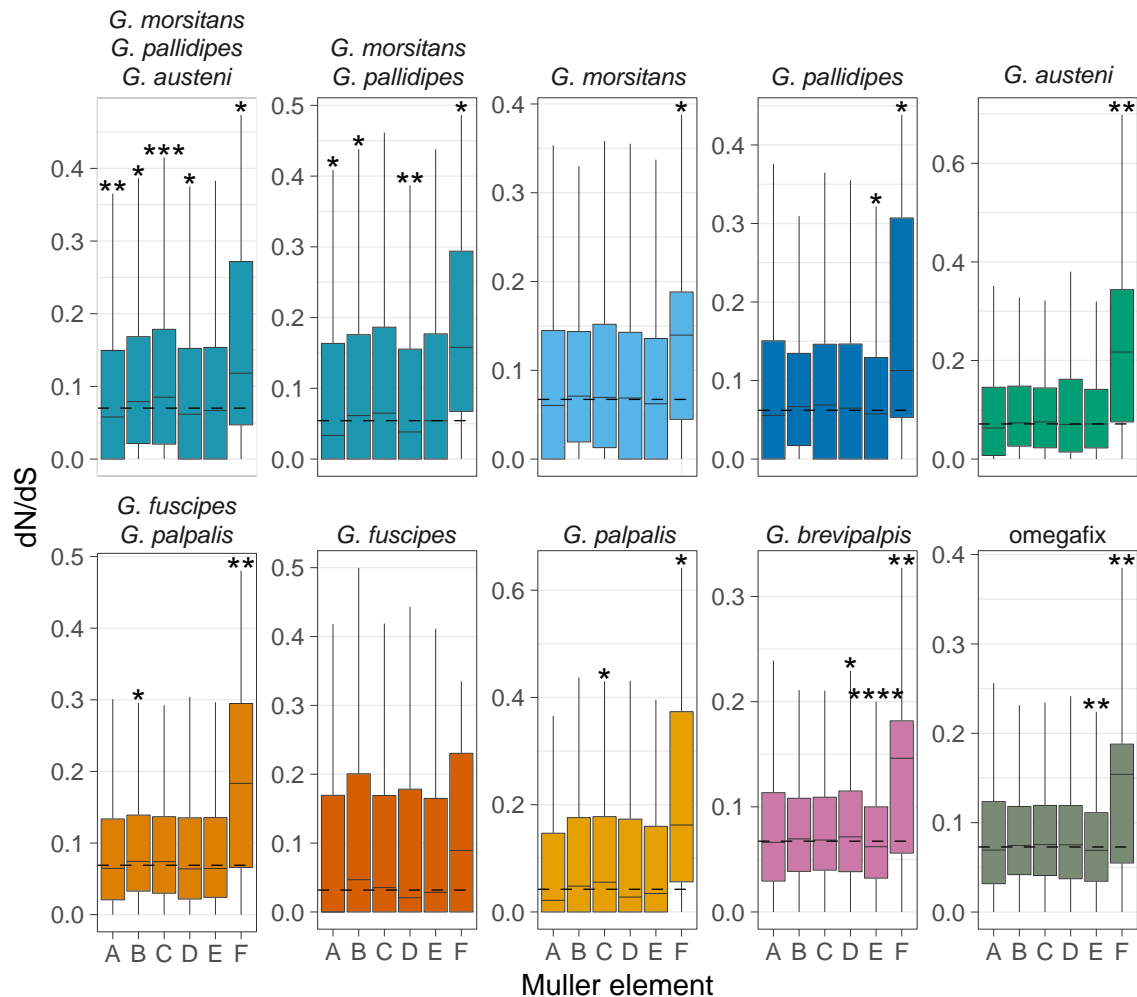 G. morsitans
G. pallidipes
G. austeni
G. morsitans
G. pallidipes
G. morsitans
G. pallidipes
G. austeni
0.4
0.3
0.2
0.1
0.0
** * *** * *
0.5
0.4
0.3
0.2
0.1
0.0
* * ** *
0.4
0.3
0.2
0.1
0.0
*
0.4
0.3
0.2
0.1
0.0
* *
0.6
0.4
0.2
0.0
**
dN/dS
G. fuscipes
G. palpalis
G. fuscipes
G. palpalis
G. brevipalpis
omegafix
0.5
0.4
0.3
0.2
0.1
0.0
* **
A B C D E F
0.5
0.4
0.3
0.2
0.1
0.0
A B C D E F
0.6
0.4
0.2
0.0
* *
A B C D E F
0.3
0.2
0.1
0.0
**
*
****
A B C D E F
0.4
0.3
0.2
0.1
0.0
** **
A B C D E F
Muller element